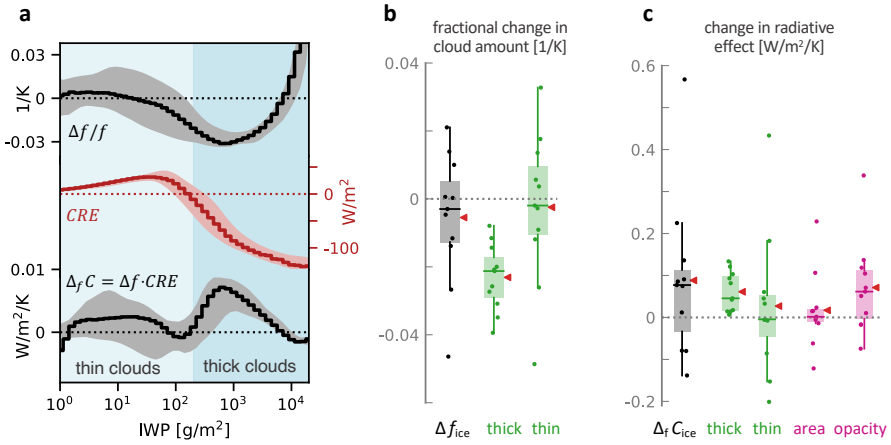 a
0.03
0
-0.03
1/K
Δf/f
CRE
0
-100
W/m²
0.01
0
W/m²/K
Δ_f C = Δf·CRE
thin clouds
thick clouds
10⁰
10¹
10²
10³
10⁴
IWP [g/m²]
b
fractional change in
cloud amount [1/K]
0.04
0
-0.04
Δf_ice
thick
thin
c
change in radiative
effect [W/m²/K]
0.6
0.4
0.2
0
-0.2
Δ_f C_ice
thick
thin
area
opacity